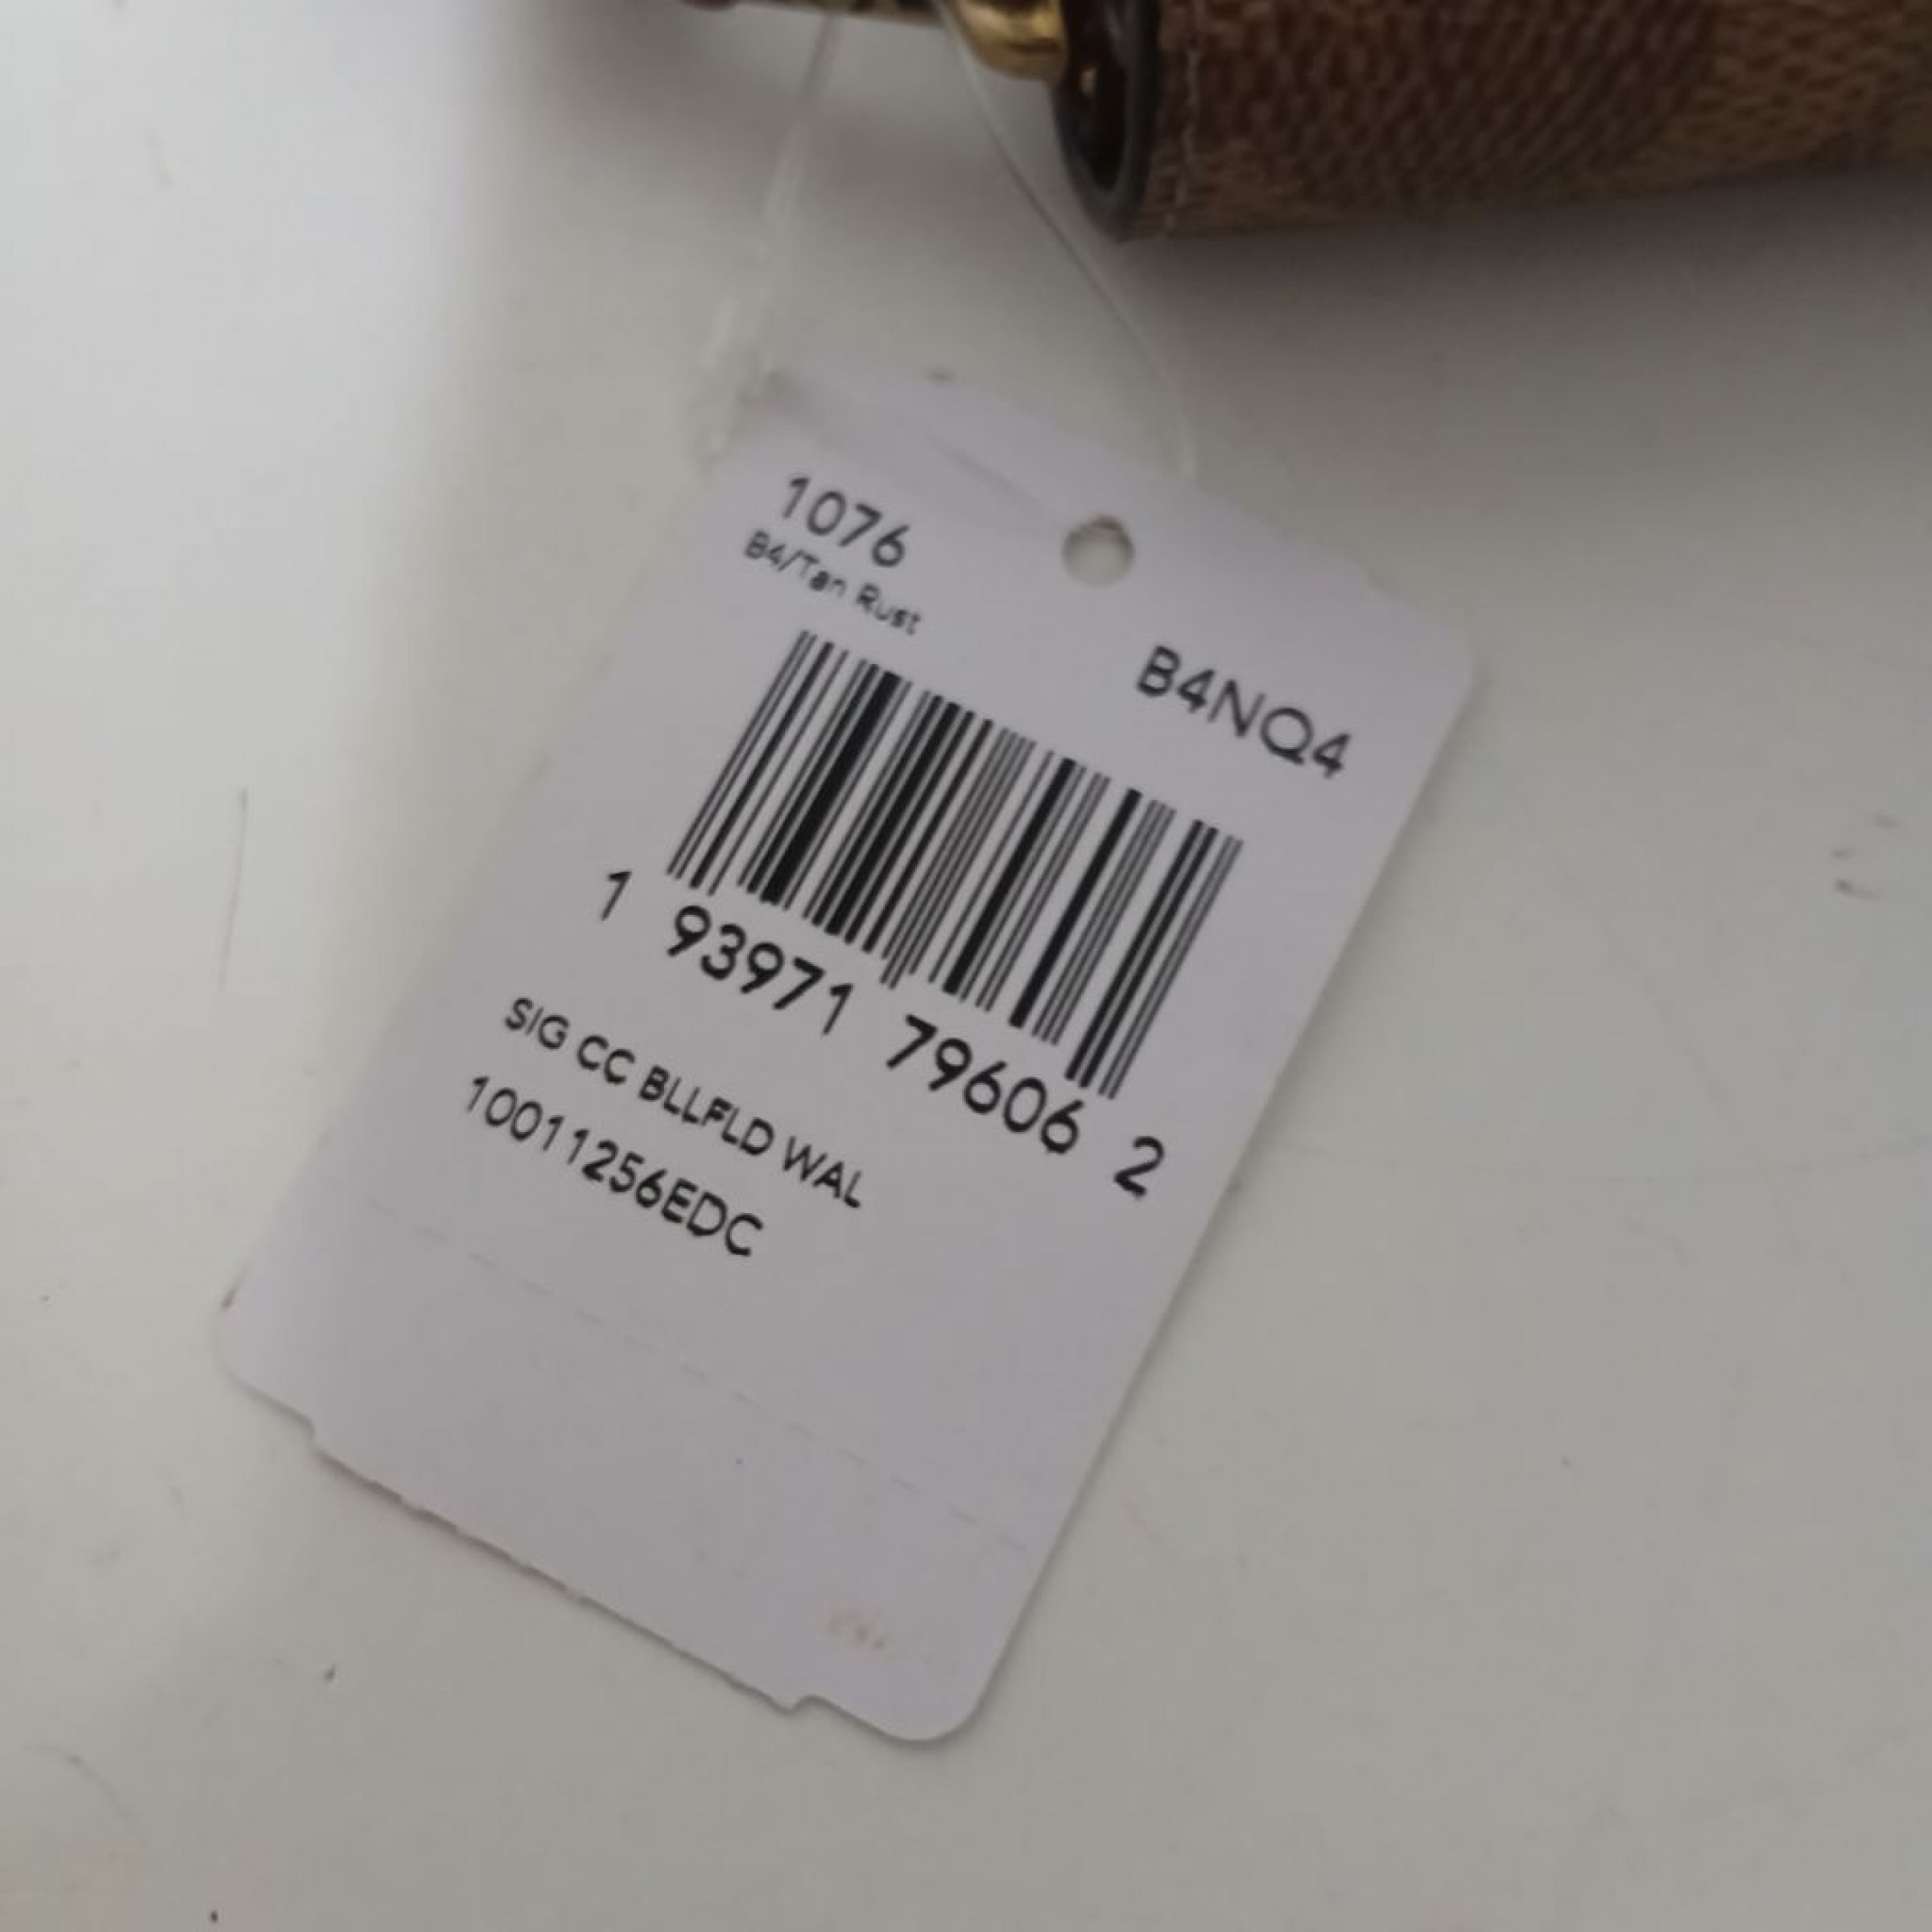 1076
B4/Tan Rust
B4NQ4
1 93971 79606 2
SIG CC BLLFLD WAL
10011256EDC